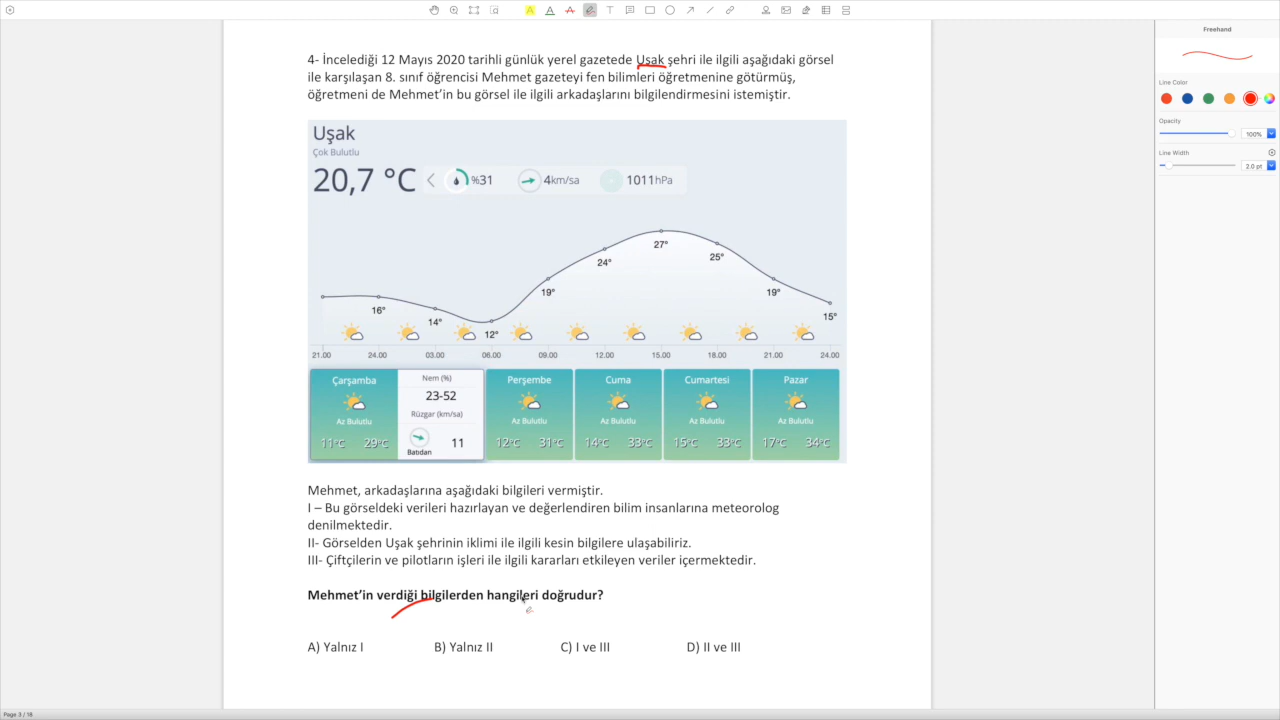 Freehand
4- İncelediği 12 Mayıs 2020 tarihli günlük yerel gazetede Uşak şehri ile ilgili aşağıdaki görsel
ile karşılaşan 8. sınıf öğrencisi Mehmet gazeteyi fen bilimleri öğretmenine götürmüş,
öğretmeni de Mehmet’in bu görsel ile ilgili arkadaşlarını bilgilendirmesini istemiştir.
Line Color
Opacity
100%
Line Width
2.0 pt
Uşak
Çok Bulutlu
20,7 °C %31 4km/sa 1011hPa
16° 14° 12° 19° 24° 27° 25° 19° 15°
21.00 24.00 03.00 06.00 09.00 12.00 15.00 18.00 21.00 24.00
Çarşamba
Az Bulutlu
11°C 29°C
Nem (%)
23-52
Rüzgar (km/sa)
11
Batıdan
Perşembe
Az Bulutlu
12°C 31°C
Cuma
Az Bulutlu
14°C 33°C
Cumartesi
Az Bulutlu
15°C 33°C
Pazar
Az Bulutlu
17°C 34°C
Mehmet, arkadaşlarına aşağıdaki bilgileri vermiştir.
I – Bu görseldeki verileri hazırlayan ve değerlendiren bilim insanlarına meteorolog
denilmektedir.
II- Görselden Uşak şehrinin iklimi ile ilgili kesin bilgilere ulaşabiliriz.
III- Çiftçilerin ve pilotların işleri ile ilgili kararları etkileyen veriler içermektedir.
Mehmet’in verdiği bilgilerden hangileri doğrudur?
A) Yalnız I B) Yalnız II C) I ve III D) II ve III
Page 3 / 18